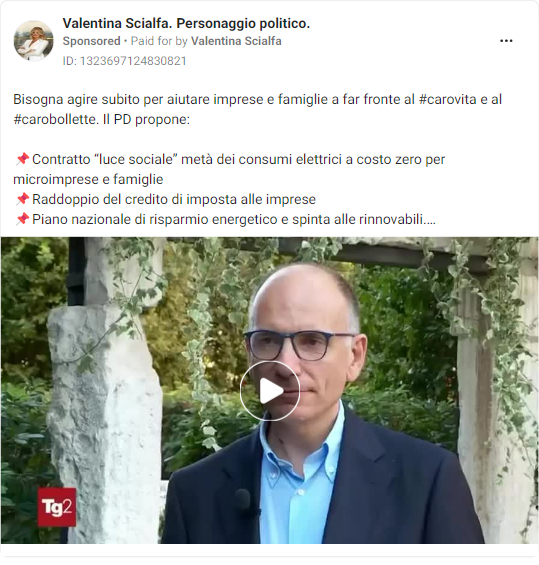 Valentina Scialfa. Personaggio politico.
Sponsored • Paid for by Valentina Scialfa
ID: 1323697124830821
Bisogna agire subito per aiutare imprese e famiglie a far fronte al #carovita e al
#carobollette. Il PD propone:
📌Contratto “luce sociale” metà dei consumi elettrici a costo zero per
microimprese e famiglie
📌Raddoppio del credito di imposta alle imprese
📌Piano nazionale di risparmio energetico e spinta alle rinnovabili....
Tg2